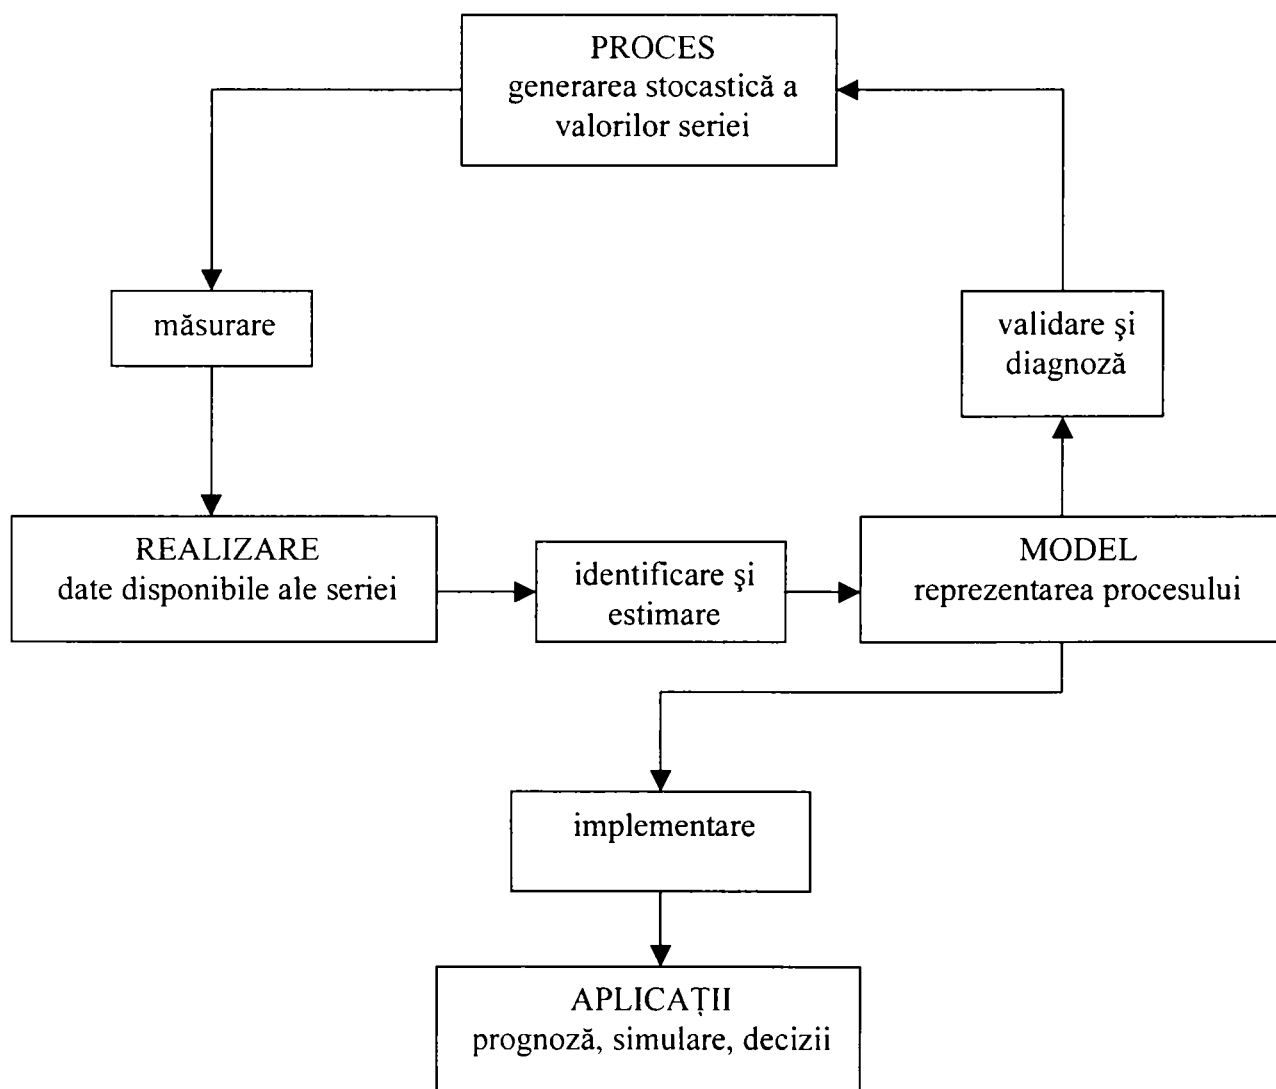 PROCES
generarea stocastică a
valorilor seriei
măsurare
validare şi
diagnoză
REALIZARE
date disponibile ale seriei
identificare şi
estimare
MODEL
reprezentarea procesului
implementare
APLICAŢII
prognoză, simulare, decizii